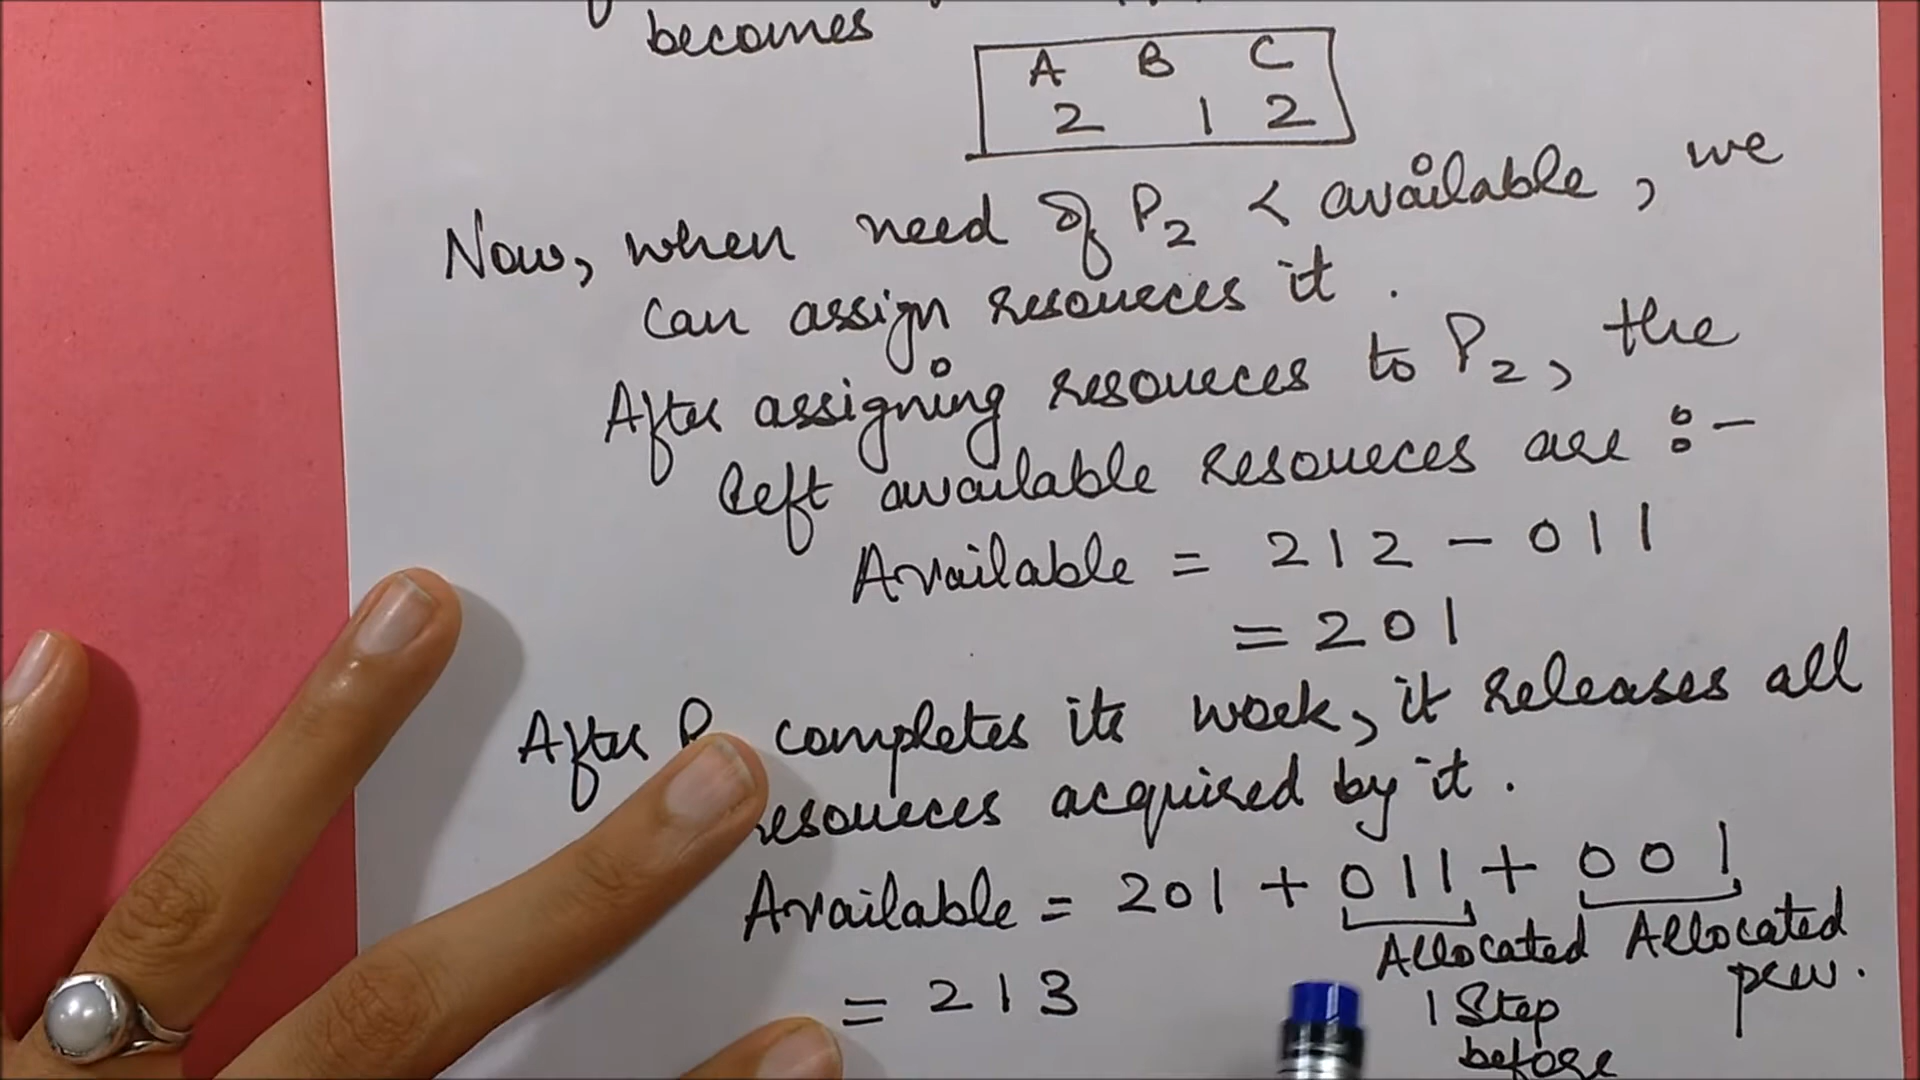 becomes
A B C
2 1 2
Now, when need of P2 < available, we
can assign resources it.
After assigning resources to P2, the
left available resources are :-
Available = 212 - 011
= 201
After P completes its work, it releases all
resources acquired by it.
Available = 201 + 011 + 001
Allocated Allocated
1 Step prev.
before
= 213